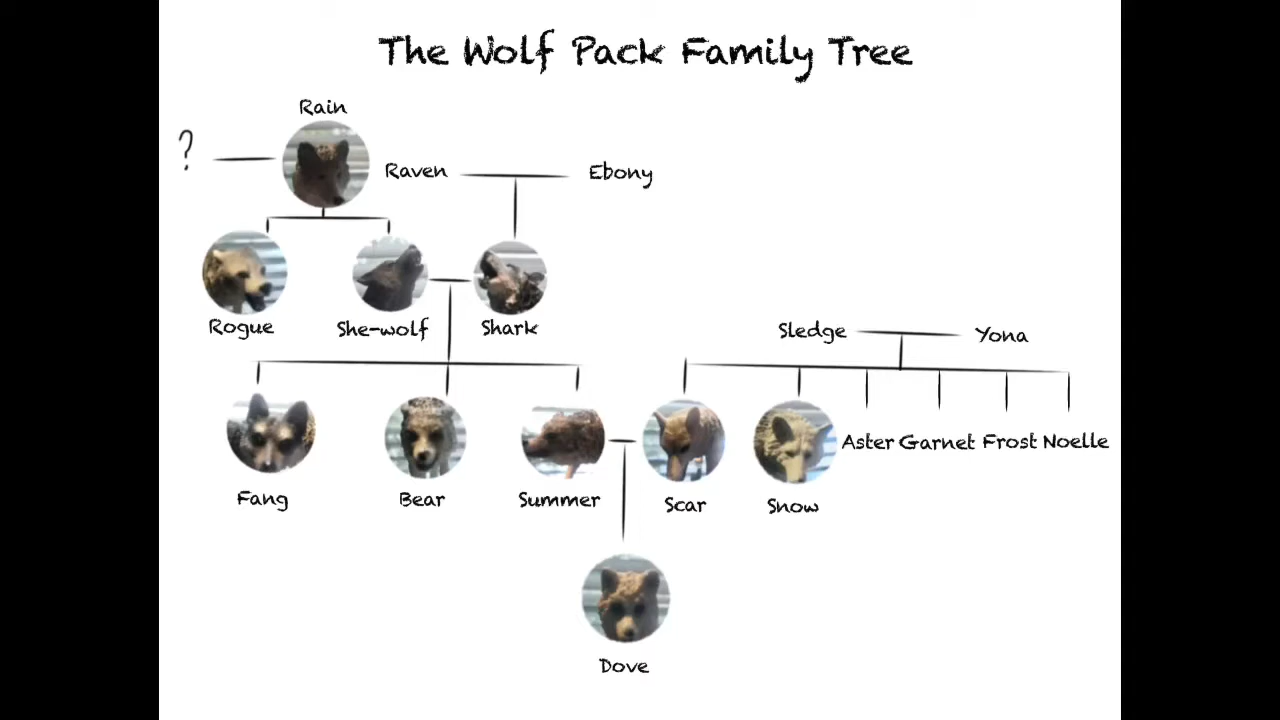 The Wolf Pack Family Tree
Rain
?
Raven
Ebony
Rogue
She-wolf
Shark
Sledge
Yona
Aster Garnet Frost Noelle
Fang
Bear
Summer
Scar
Snow
Dove